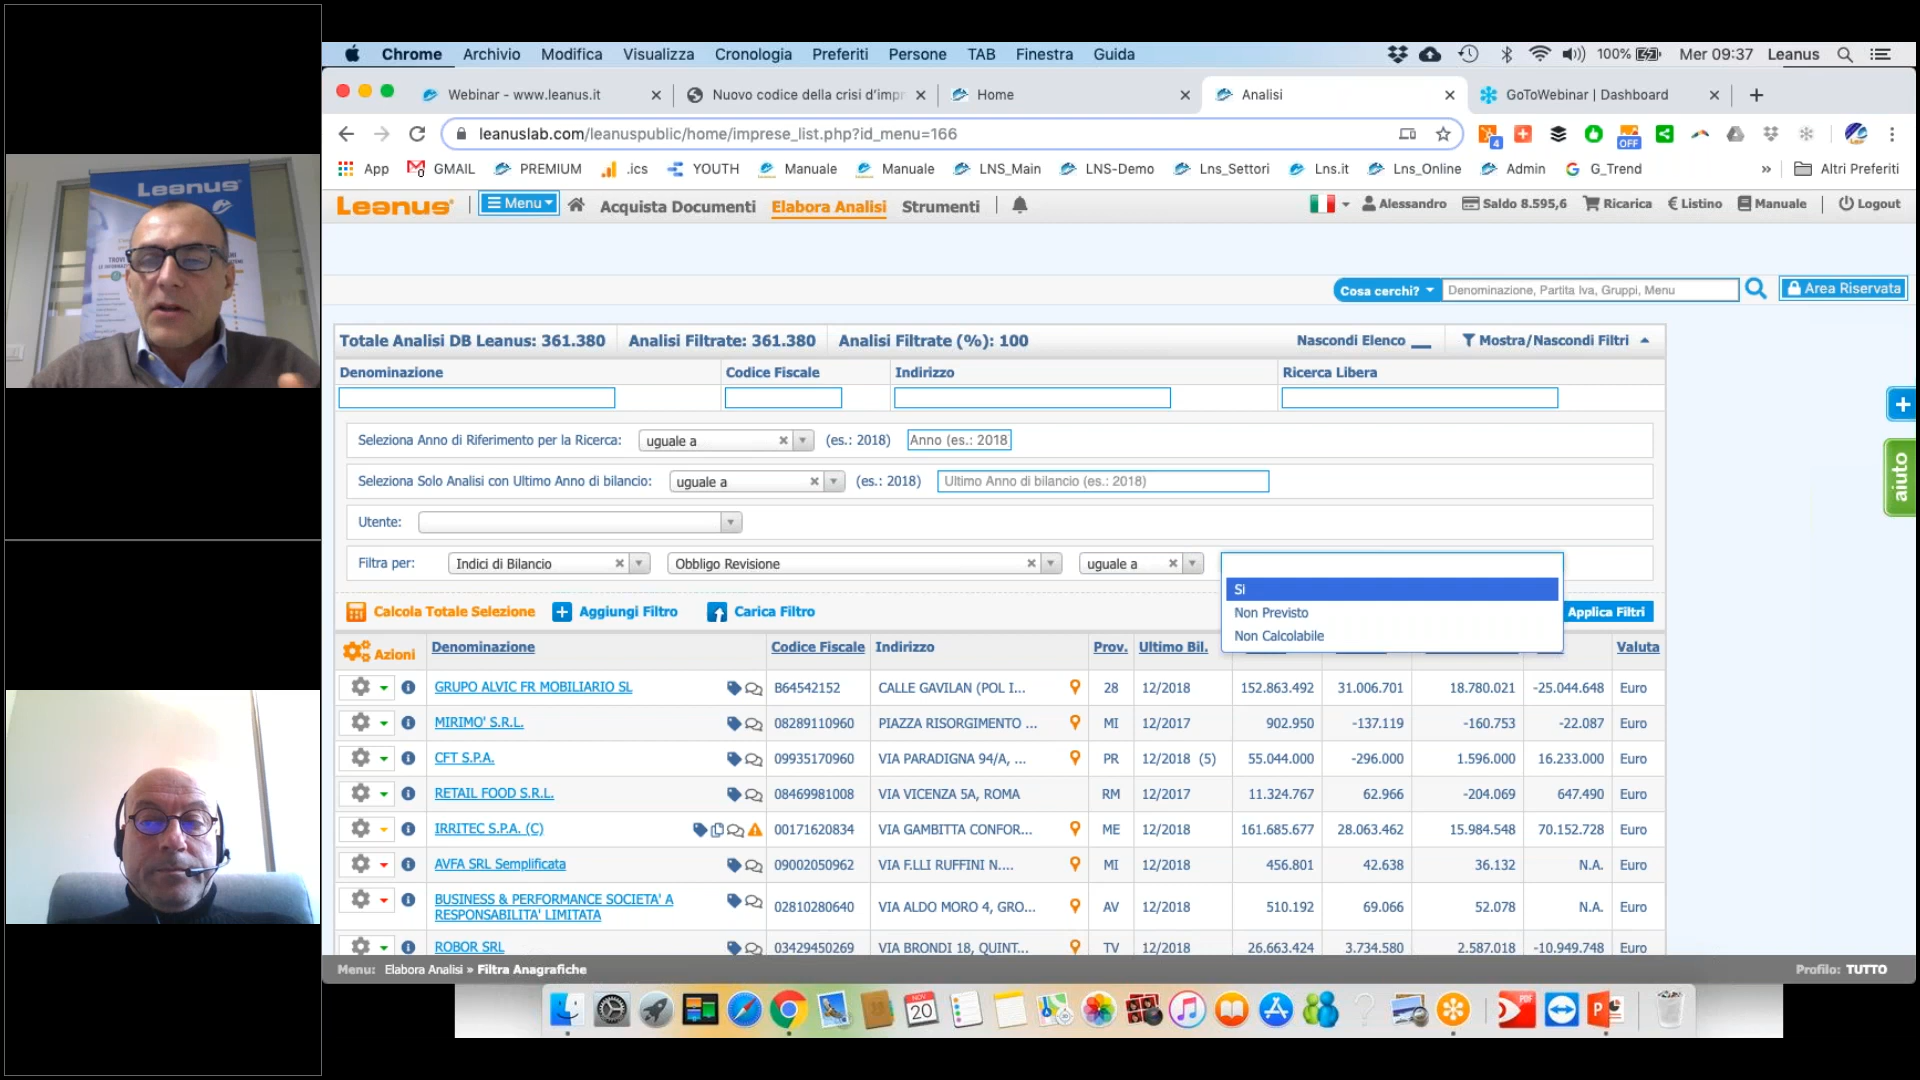 Leanus
TROVI
Chrome Archivio Modifica Visualizza Cronologia Preferiti Persone TAB Finestra Guida 100% Mer 09:37 Leanus
Webinar - www.leanus.it Nuovo codice della crisi d'impr Home Analisi GoToWebinar | Dashboard
leanuslab.com/leanuspublic/home/imprese_list.php?id_menu=166 4 OFF
App GMAIL PREMIUM .ics YOUTH Manuale Manuale LNS_Main LNS-Demo Lns_Settori Lns.it Lns_Online Admin G_Trend » Altri Preferiti
Leanus Menu Acquista Documenti Elabora Analisi Strumenti Alessandro Saldo 8.595,6 Ricarica € Listino Manuale Logout
Cosa cerchi? Denominazione, Partita Iva, Gruppi, Menu Area Riservata
Totale Analisi DB Leanus: 361.380 Analisi Filtrate: 361.380 Analisi Filtrate (%): 100 Nascondi Elenco Mostra/Nascondi Filtri
Denominazione Codice Fiscale Indirizzo Ricerca Libera
Seleziona Anno di Riferimento per la Ricerca: uguale a (es.: 2018) Anno (es.: 2018
Seleziona Solo Analisi con Ultimo Anno di bilancio: uguale a (es.: 2018) Ultimo Anno di bilancio (es.: 2018)
aiuto
Utente:
Filtra per: Indici di Bilancio Obbligo Revisione uguale a
Si
Non Previsto
Non Calcolabile
Calcola Totale Selezione Aggiungi Filtro Carica Filtro Applica Filtri
Azioni Denominazione Codice Fiscale Indirizzo Prov. Ultimo Bil. Valuta
GRUPO ALVIC FR MOBILIARIO SL B64542152 CALLE GAVILAN (POL I... 28 12/2018 152.863.492 31.006.701 18.780.021 -25.044.648 Euro
MIRIMO' S.R.L. 08289110960 PIAZZA RISORGIMENTO ... MI 12/2017 902.950 -137.119 -160.753 -22.087 Euro
CFT S.P.A. 09935170960 VIA PARADIGNA 94/A, ... PR 12/2018 (5) 55.044.000 -296.000 1.596.000 16.233.000 Euro
RETAIL FOOD S.R.L. 08469981008 VIA VICENZA 5A, ROMA RM 12/2017 11.324.767 62.966 -204.069 647.490 Euro
IRRITEC S.P.A. (C) 00171620834 VIA GAMBITTA CONFOR... ME 12/2018 161.685.677 28.063.462 15.984.548 70.152.728 Euro
AVFA SRL Semplificata 09002050962 VIA F.LLI RUFFINI N.... MI 12/2018 456.801 42.638 36.132 N.A. Euro
BUSINESS & PERFORMANCE SOCIETA' A RESPONSABILITA' LIMITATA 02810280640 VIA ALDO MORO 4, GRO... AV 12/2018 510.192 69.066 52.078 N.A. Euro
ROBOR SRL 03429450269 VIA BRONDI 18, QUINT... TV 12/2018 26.663.424 3.734.580 2.587.018 -10.949.748 Euro
Menu: Elabora Analisi » Filtra Anagrafiche Profilo: TUTTO
NOV
20
PDF
P